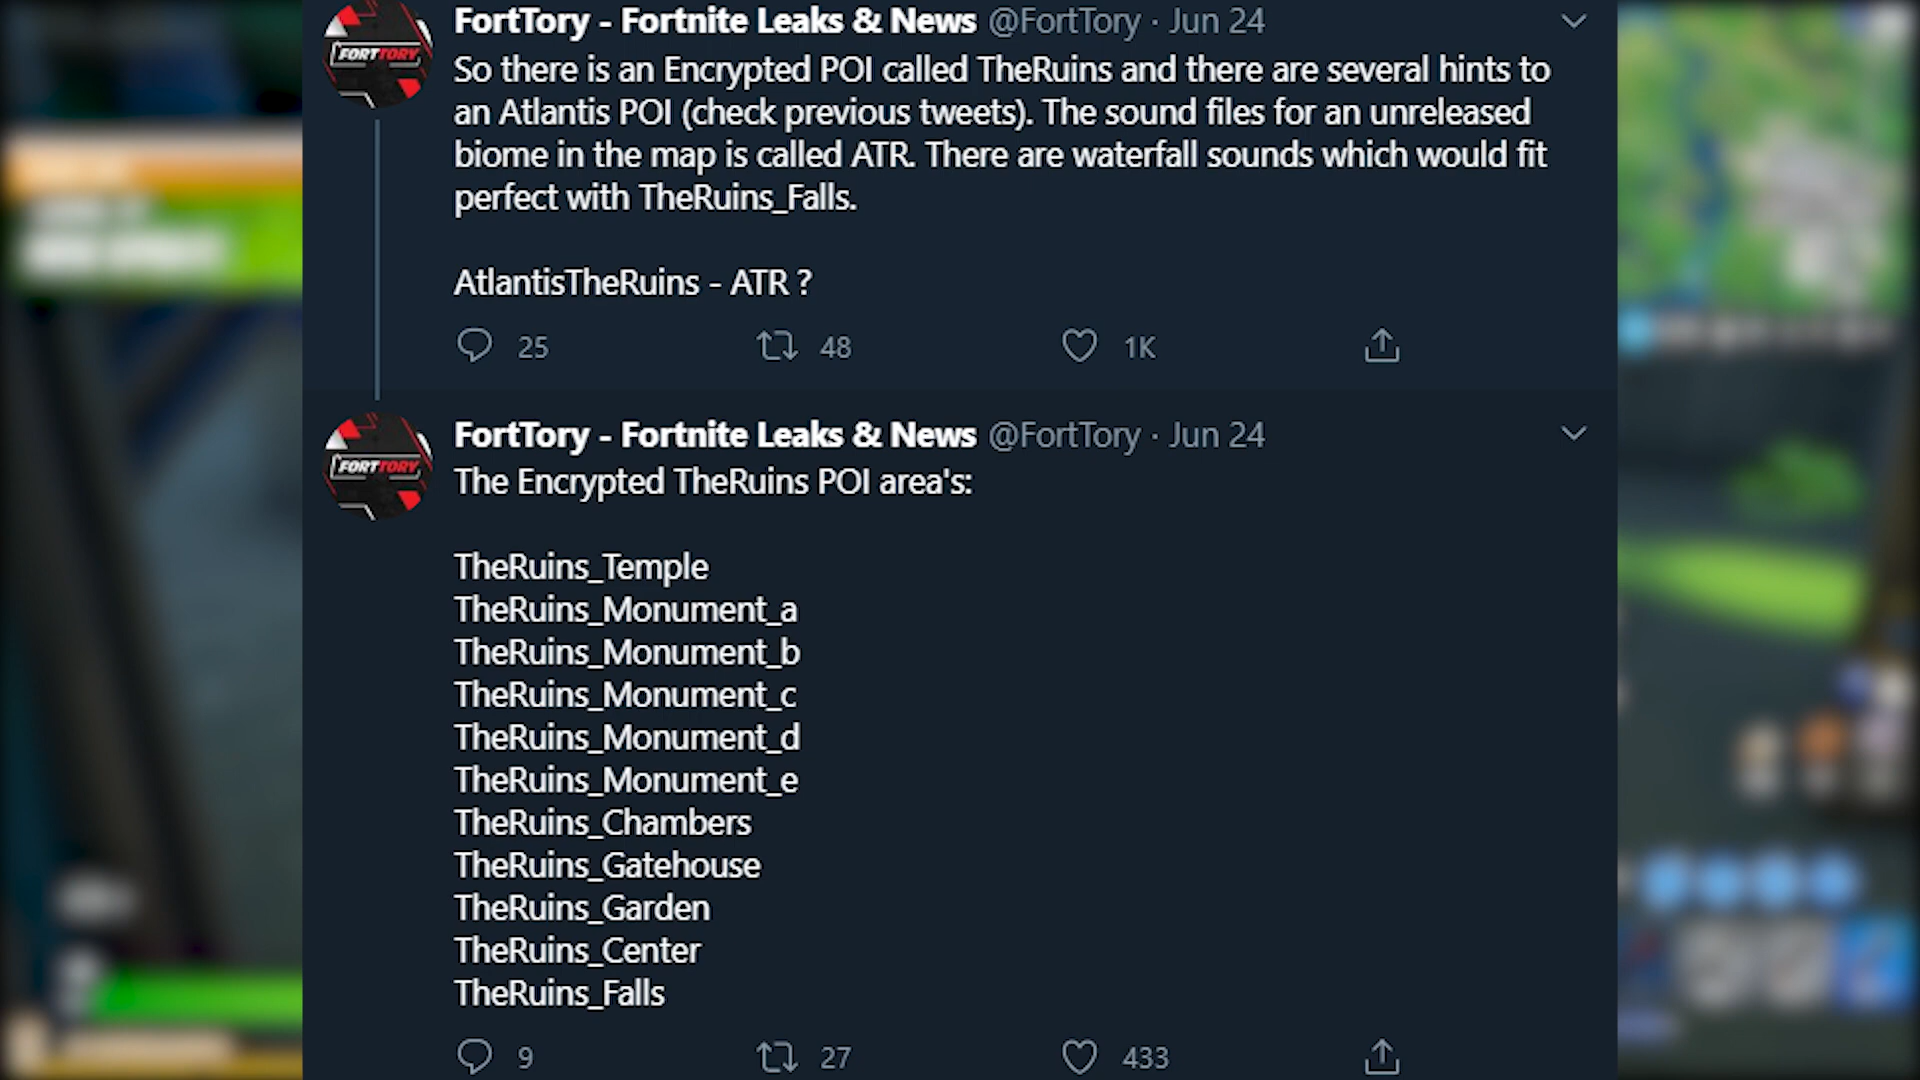 FortTory - Fortnite Leaks & News @FortTory · Jun 24
So there is an Encrypted POI called TheRuins and there are several hints to
an Atlantis POI (check previous tweets). The sound files for an unreleased
biome in the map is called ATR. There are waterfall sounds which would fit
perfect with TheRuins_Falls.
AtlantisTheRuins - ATR ?
25 48 1K
FORTTORY
FortTory - Fortnite Leaks & News @FortTory · Jun 24
The Encrypted TheRuins POI area's:
TheRuins_Temple
TheRuins_Monument_a
TheRuins_Monument_b
TheRuins_Monument_c
TheRuins_Monument_d
TheRuins_Monument_e
TheRuins_Chambers
TheRuins_Gatehouse
TheRuins_Garden
TheRuins_Center
TheRuins_Falls
9 27 433
FORTTORY